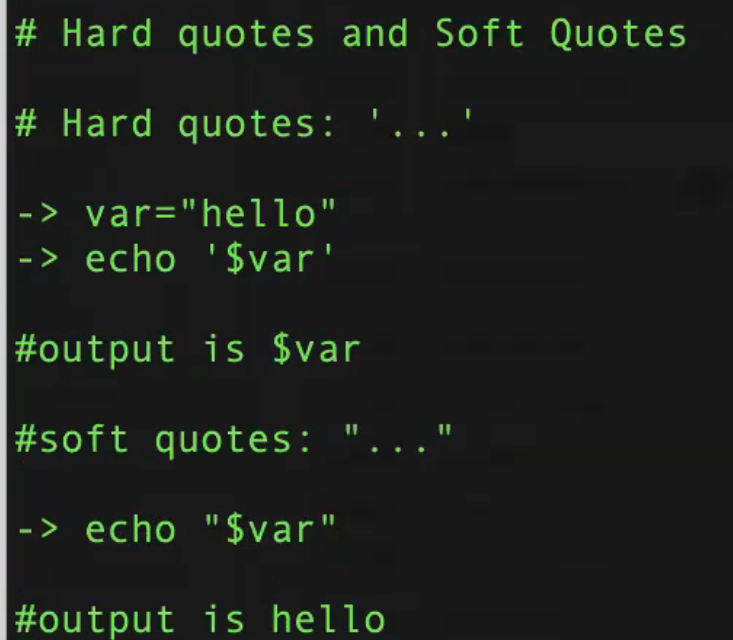 # Hard quotes and Soft Quotes
# Hard quotes: '...'
-> var="hello"
-> echo '$var'
#output is $var
#soft quotes: "..."
-> echo "$var"
#output is hello